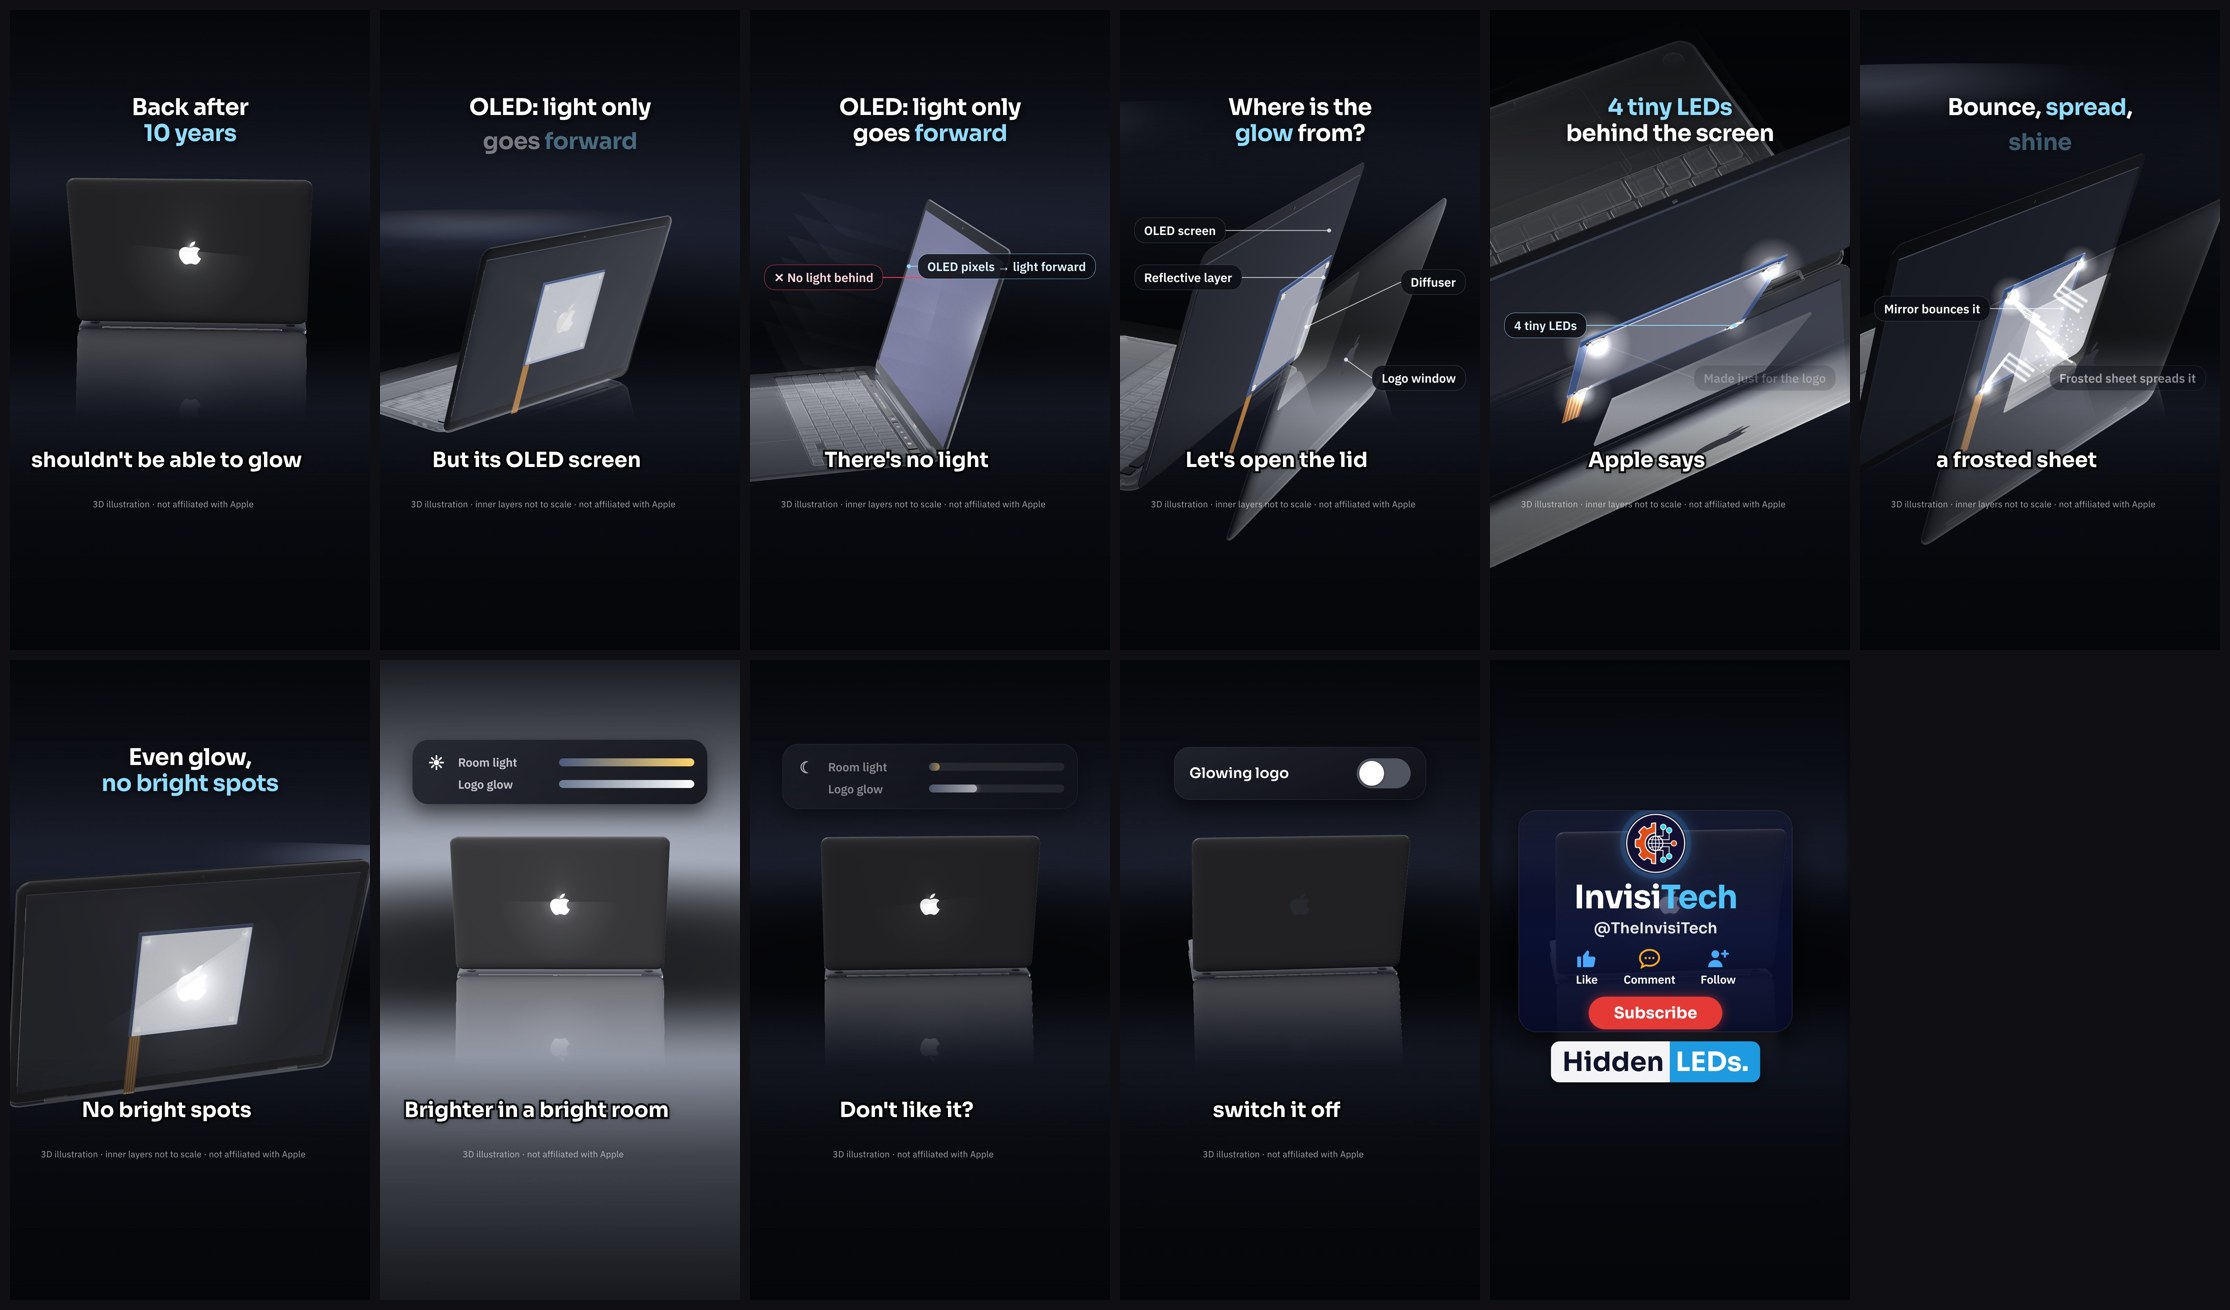 Back after
10 years
shouldn't be able to glow
3D illustration · not affiliated with Apple
OLED: light only
goes forward
But its OLED screen
3D illustration · inner layers not to scale · not affiliated with Apple
OLED: light only
goes forward
× No light behind
OLED pixels → light forward
There's no light
3D illustration · inner layers not to scale · not affiliated with Apple
Where is the
glow from?
OLED screen
Reflective layer
Diffuser
Logo window
Let's open the lid
3D illustration · inner layers not to scale · not affiliated with Apple
4 tiny LEDs
behind the screen
4 tiny LEDs
Made just for the logo
Apple says
3D illustration · inner layers not to scale · not affiliated with Apple
Bounce, spread,
shine
Mirror bounces it
Frosted sheet spreads it
a frosted sheet
3D illustration · inner layers not to scale · not affiliated with Apple
Even glow,
no bright spots
No bright spots
3D illustration · inner layers not to scale · not affiliated with Apple
Room light
Logo glow
Brighter in a bright room
3D illustration · not affiliated with Apple
Room light
Logo glow
Don't like it?
3D illustration · not affiliated with Apple
Glowing logo
switch it off
3D illustration · not affiliated with Apple
InvisiTech
@TheInvisiTech
Like Comment Follow
Subscribe
Hidden LEDs.